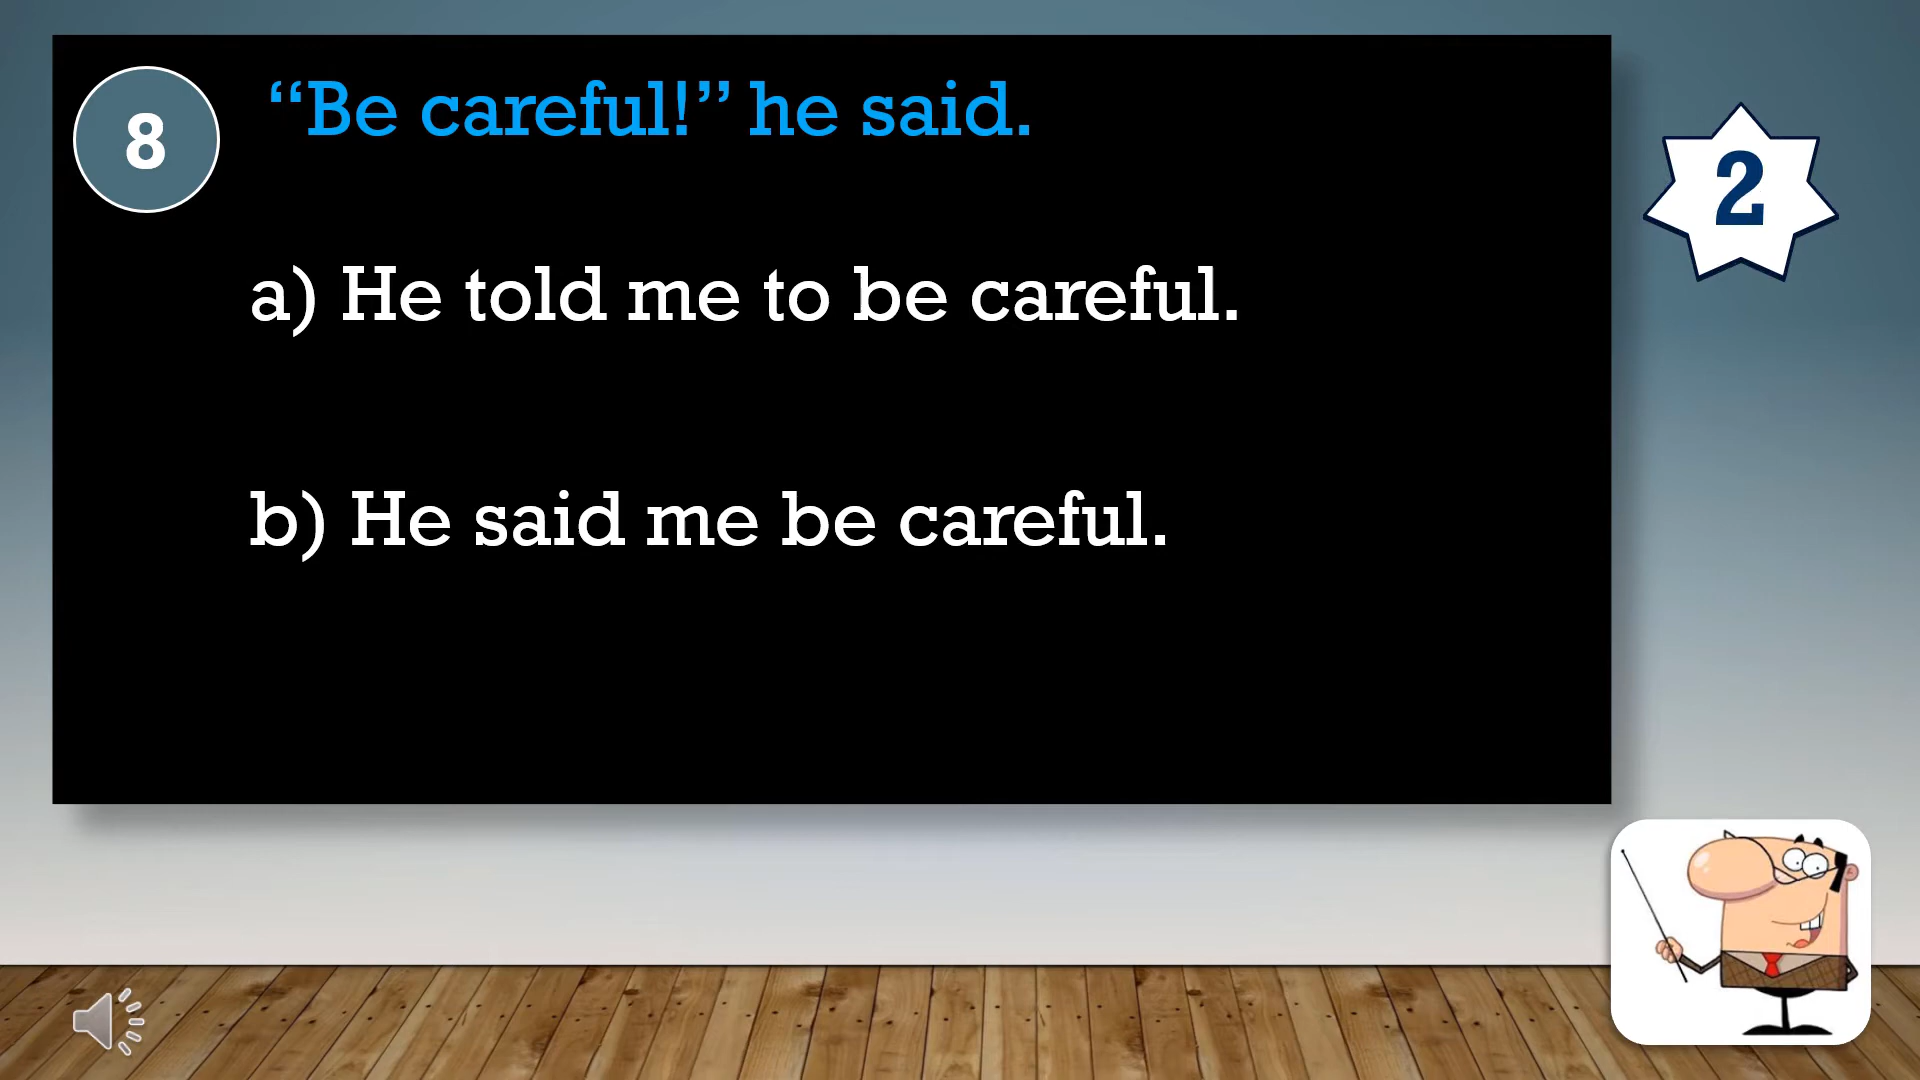 8
“Be careful!” he said.
2
a) He told me to be careful.
b) He said me be careful.